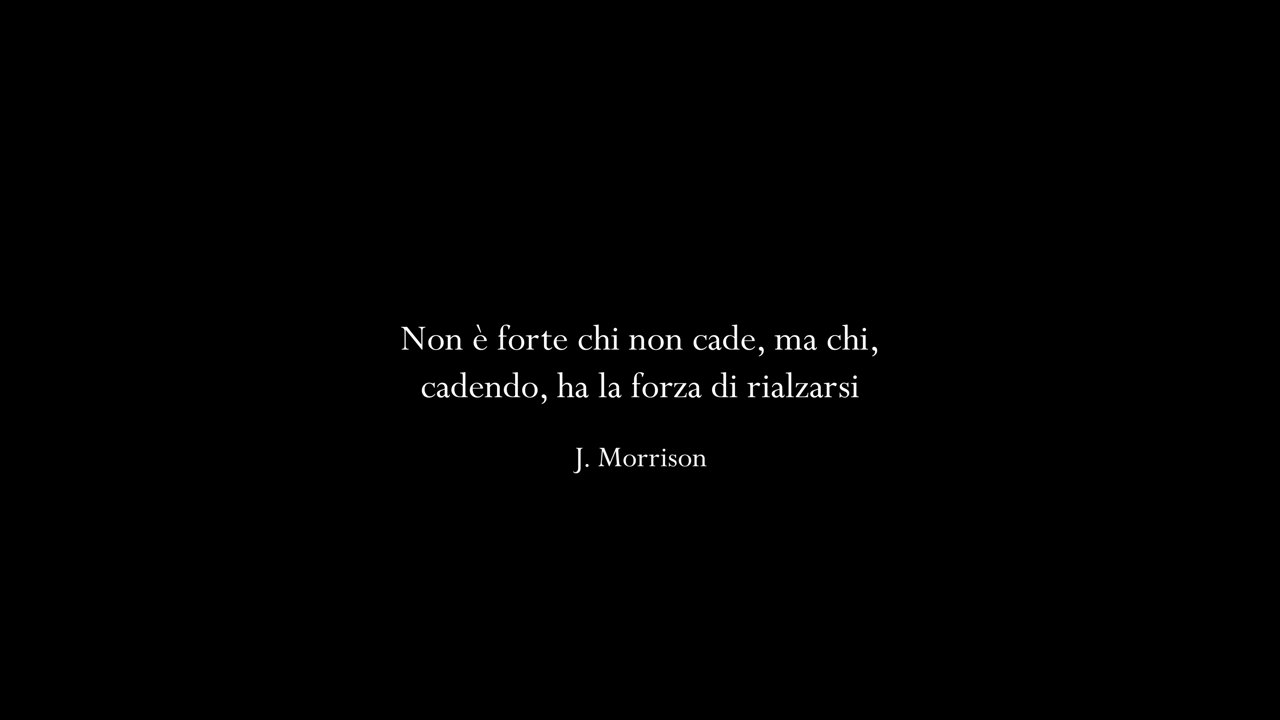 Non è forte chi non cade, ma chi,
cadendo, ha la forza di rialzarsi
J. Morrison